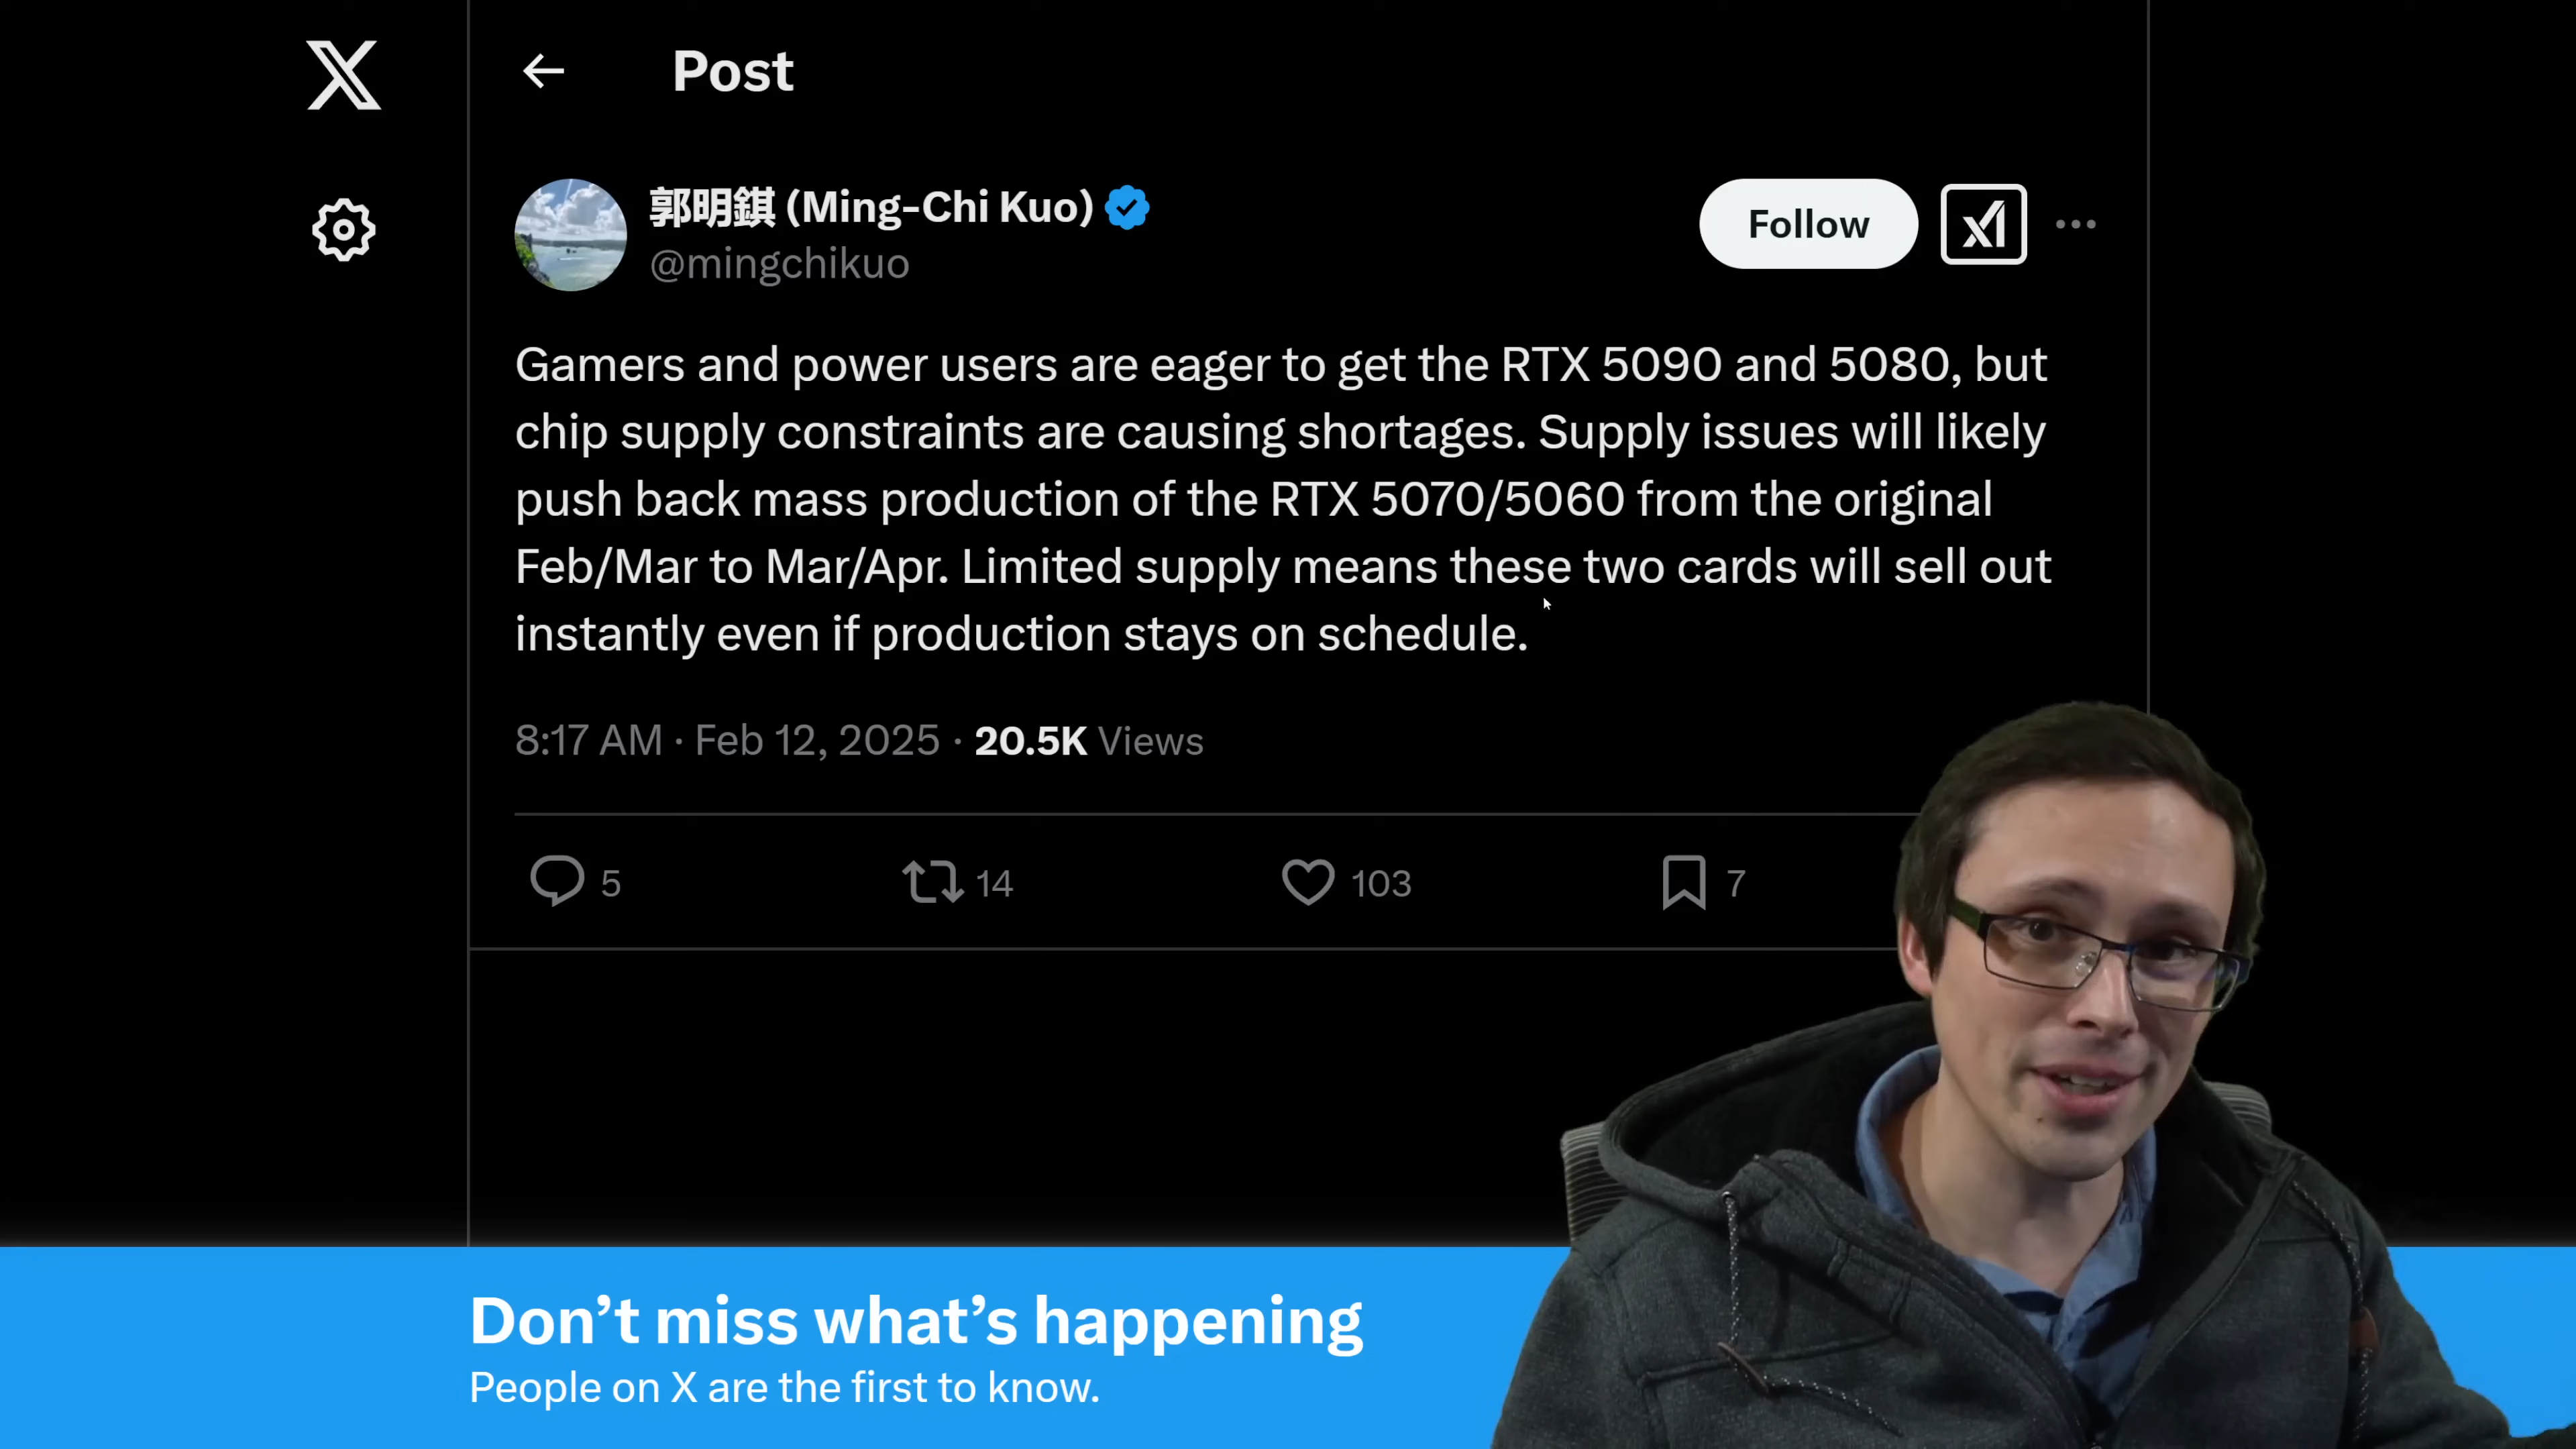 Post
郭明錤 (Ming-Chi Kuo)
@mingchikuo
Follow
Gamers and power users are eager to get the RTX 5090 and 5080, but
chip supply constraints are causing shortages. Supply issues will likely
push back mass production of the RTX 5070/5060 from the original
Feb/Mar to Mar/Apr. Limited supply means these two cards will sell out
instantly even if production stays on schedule.
8:17 AM · Feb 12, 2025 · 20.5K Views
5 14 103 7
Don’t miss what’s happening
People on X are the first to know.